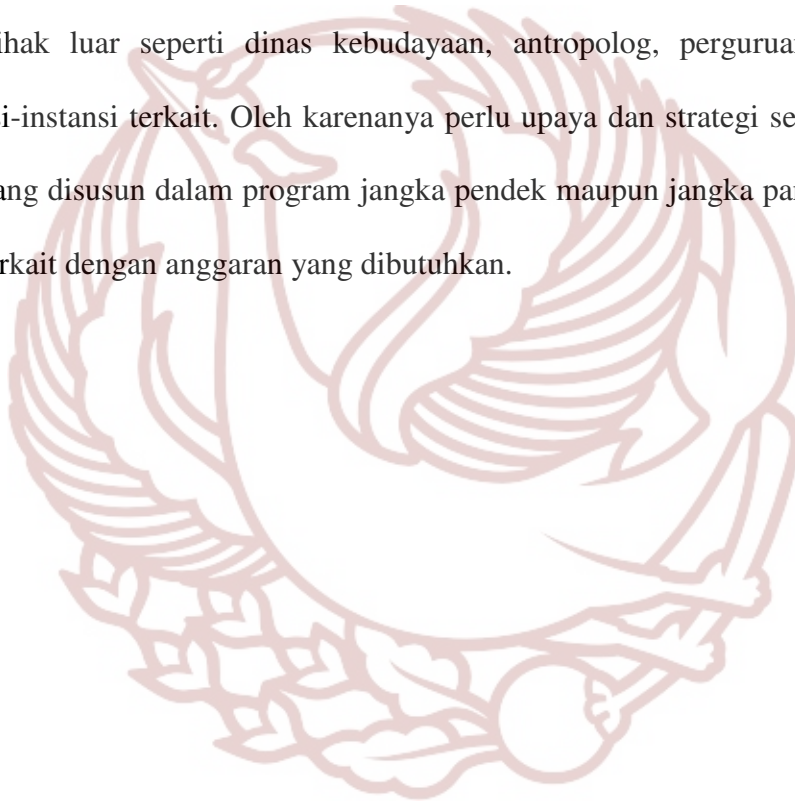 ihak luar seperti dinas kebudayaan, antropolog, perguruan
i-instansi terkait. Oleh karenanya perlu upaya dan strategi se
ang disusun dalam program jangka pendek maupun jangka pa
rkait dengan anggaran yang dibutuhkan.